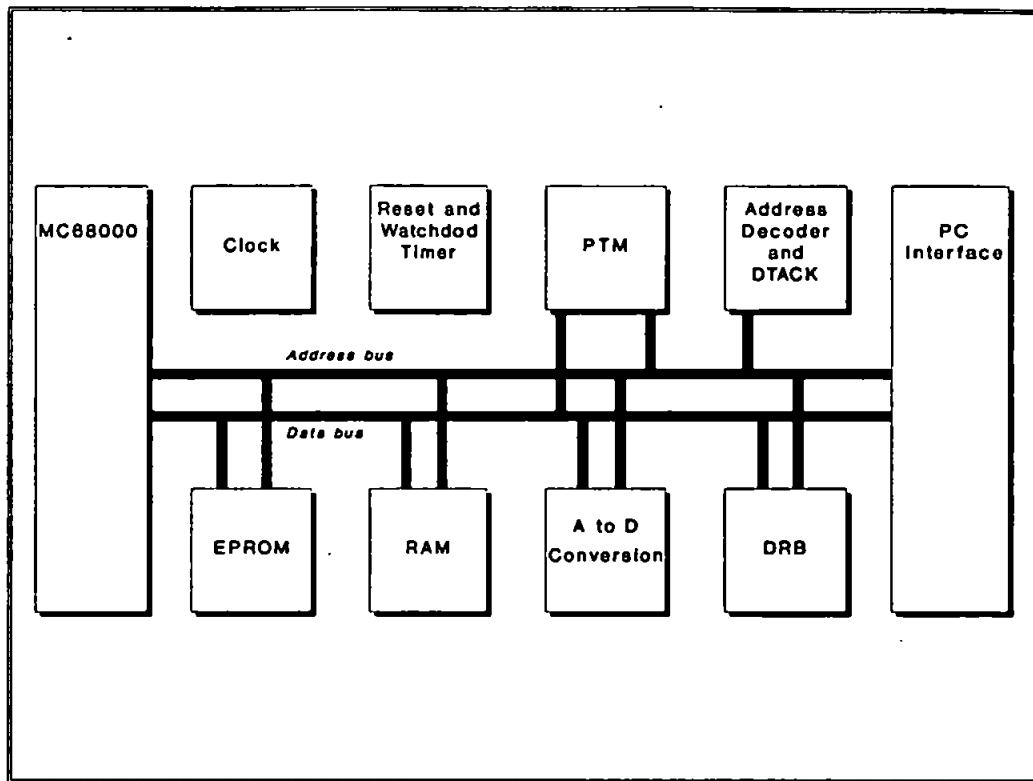 MC68000
Clock
Reset and
Watchdod
Timer
PTM
Address
Decoder
and
DTACK
PC
Interface
Address bus
Data bus
EPROM
RAM
A to D
Conversion
DRB